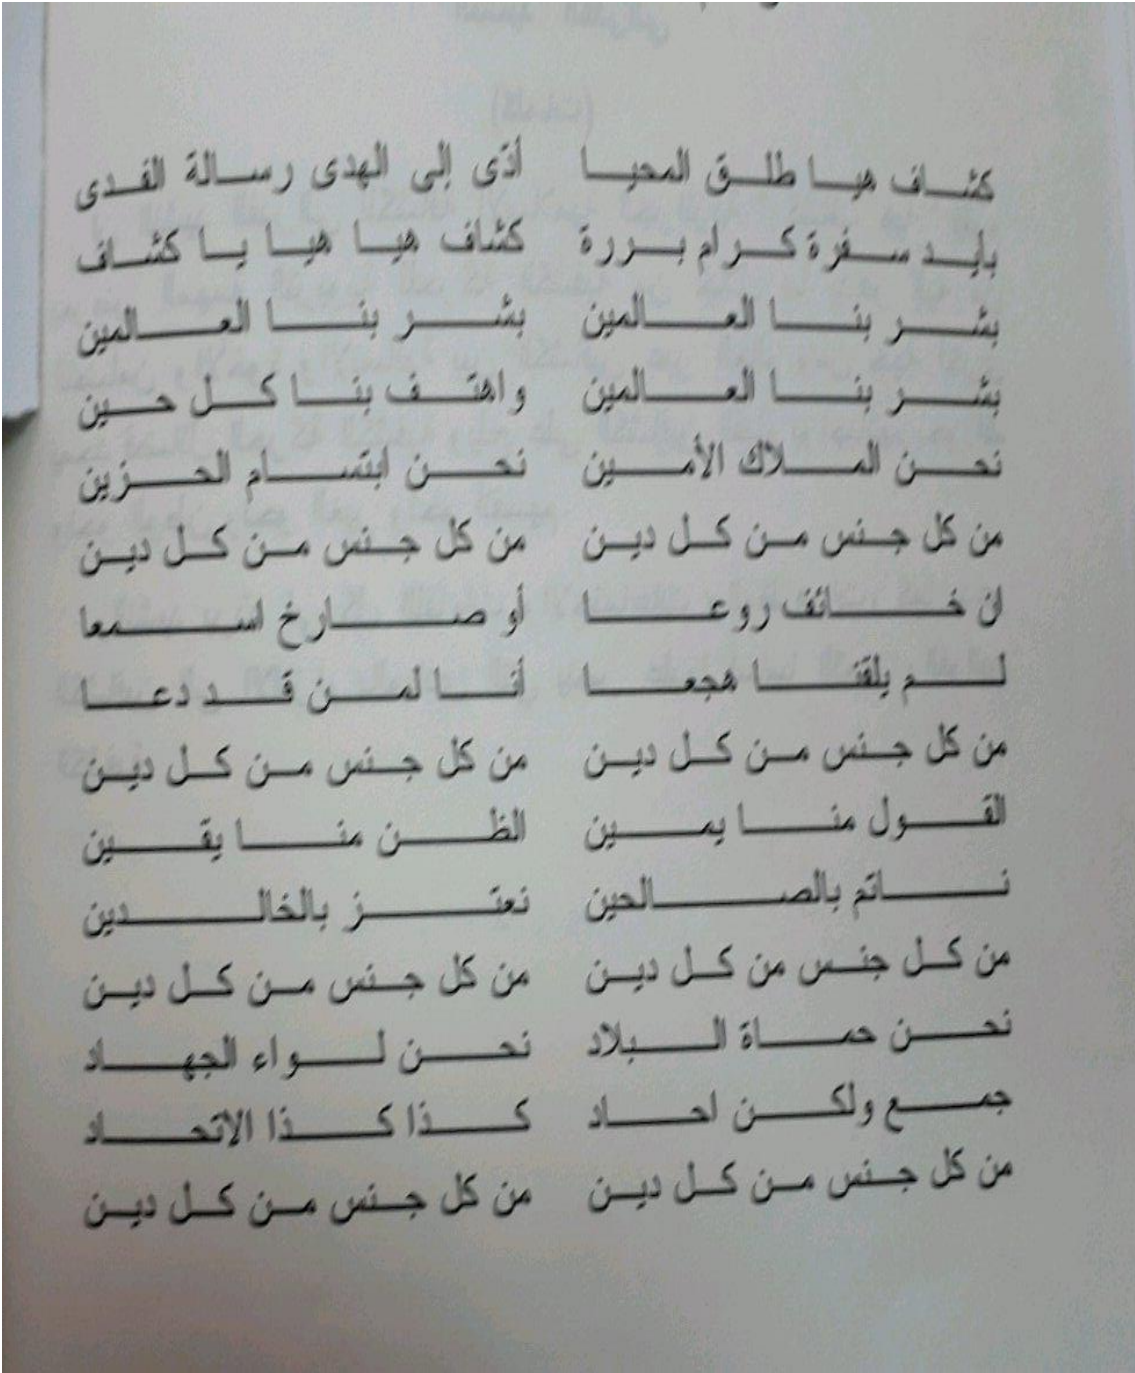 كشاف هيا طلق المحيا أدّى إلى الهدى رسالة الفدى
بأيد سفرة كرام بررة كشاف هيا هيا يا كشاف
بشر بنا العالمين بشر بنا العالمين
بشر بنا العالمين واهتف بنا كل حين
نحن الملاك الأمين نحن ابتسام الحزين
من كل جنس من كل دين من كل جنس من كل دين
ان خائف روعا أو صارخ اسمعا
لم يلقنا هجعا أنا لمن قد دعا
من كل جنس من كل دين من كل جنس من كل دين
القول منا يمين الظن منا يقين
ناتم بالصالحين نعتز بالخالدين
من كل جنس من كل دين من كل جنس من كل دين
نحن حماة البلاد نحن لواء الجهاد
جمع ولكن احاد كذا كذا الاتحاد
من كل جنس من كل دين من كل جنس من كل دين